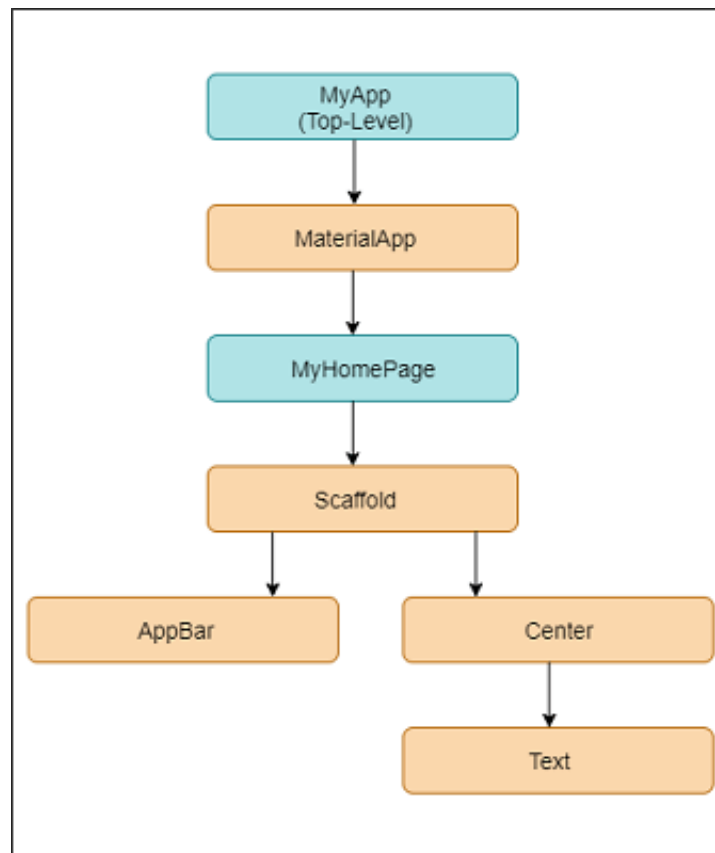 MyApp
(Top-Level)
MaterialApp
MyHomePage
Scaffold
AppBar
Center
Text